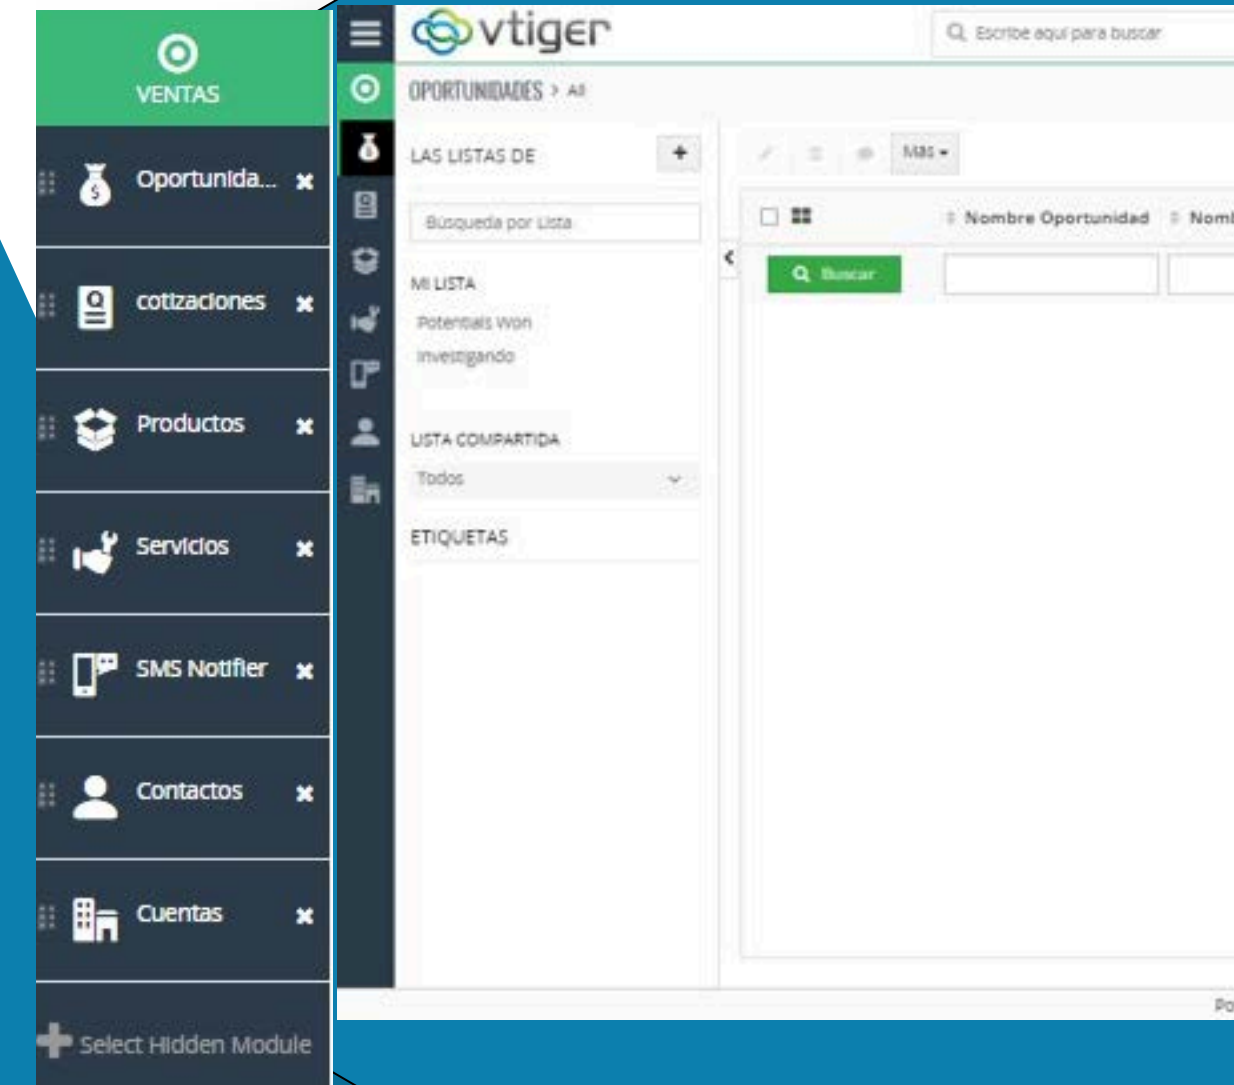 VENTAS
Oportunida...
cotizaciones
Productos
Servicios
SMS Notifier
Contactos
Cuentas
Select Hidden Module
vtiger
Escribe aquí para buscar
OPORTUNIDADES > All
LAS LISTAS DE
Búsqueda por Lista
MI LISTA
Potentials Won
Investigando
LISTA COMPARTIDA
Todos
ETIQUETAS
Más
Nombre Oportunidad
Nomb
Buscar
Po